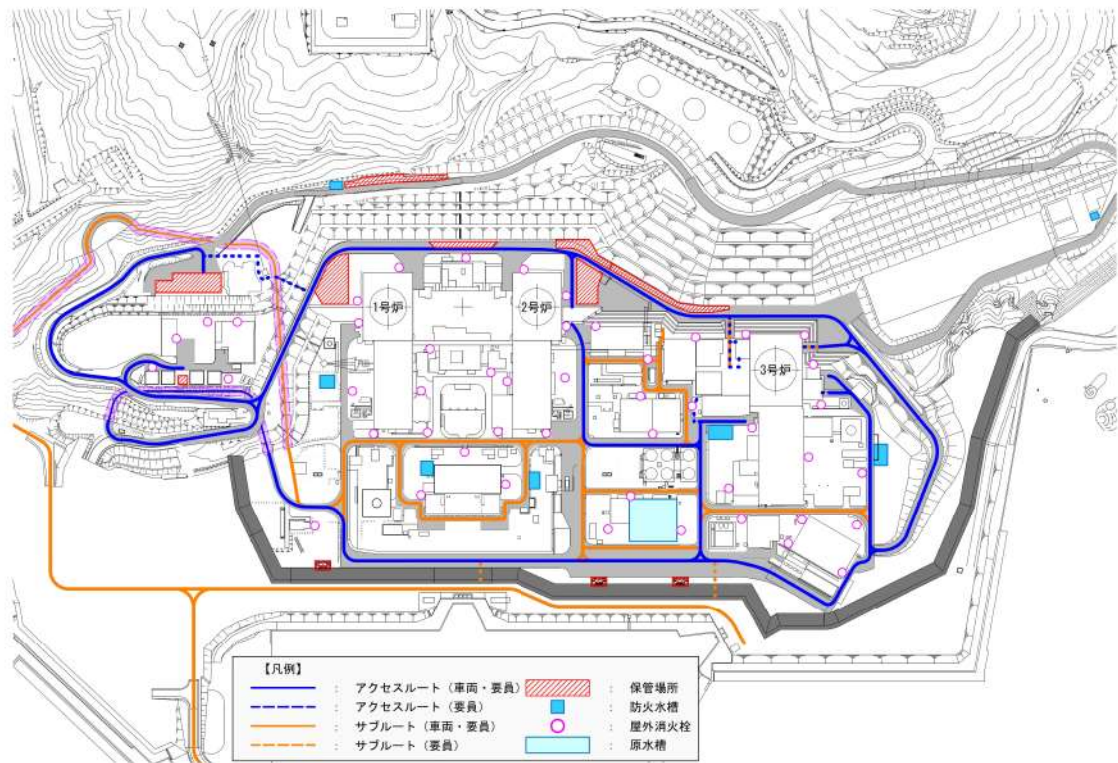 1号炉
2号炉
3号炉
【凡例】
: アクセスルート（車両・要員）
: 保管場所
: アクセスルート（要員）
: 防火水槽
: サブルート（車両・要員）
: 屋外消火栓
: サブルート（要員）
: 原水槽